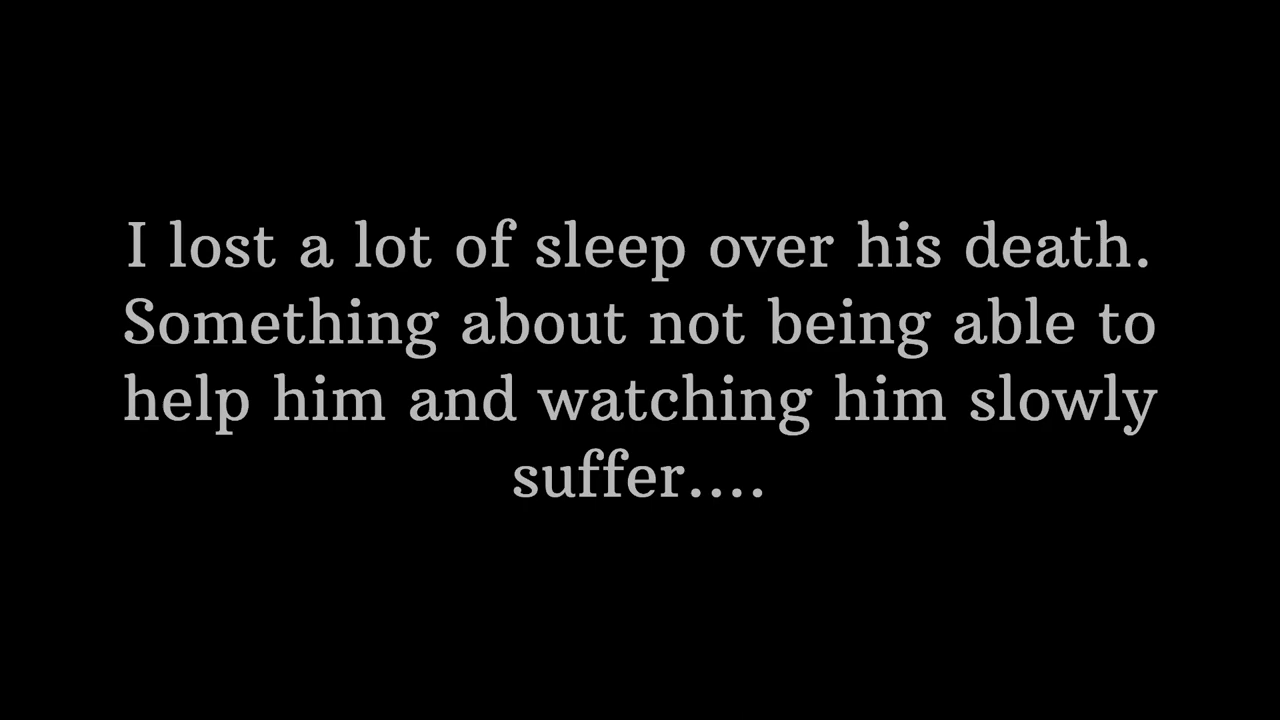 I lost a lot of sleep over his death.
Something about not being able to
help him and watching him slowly
suffer....